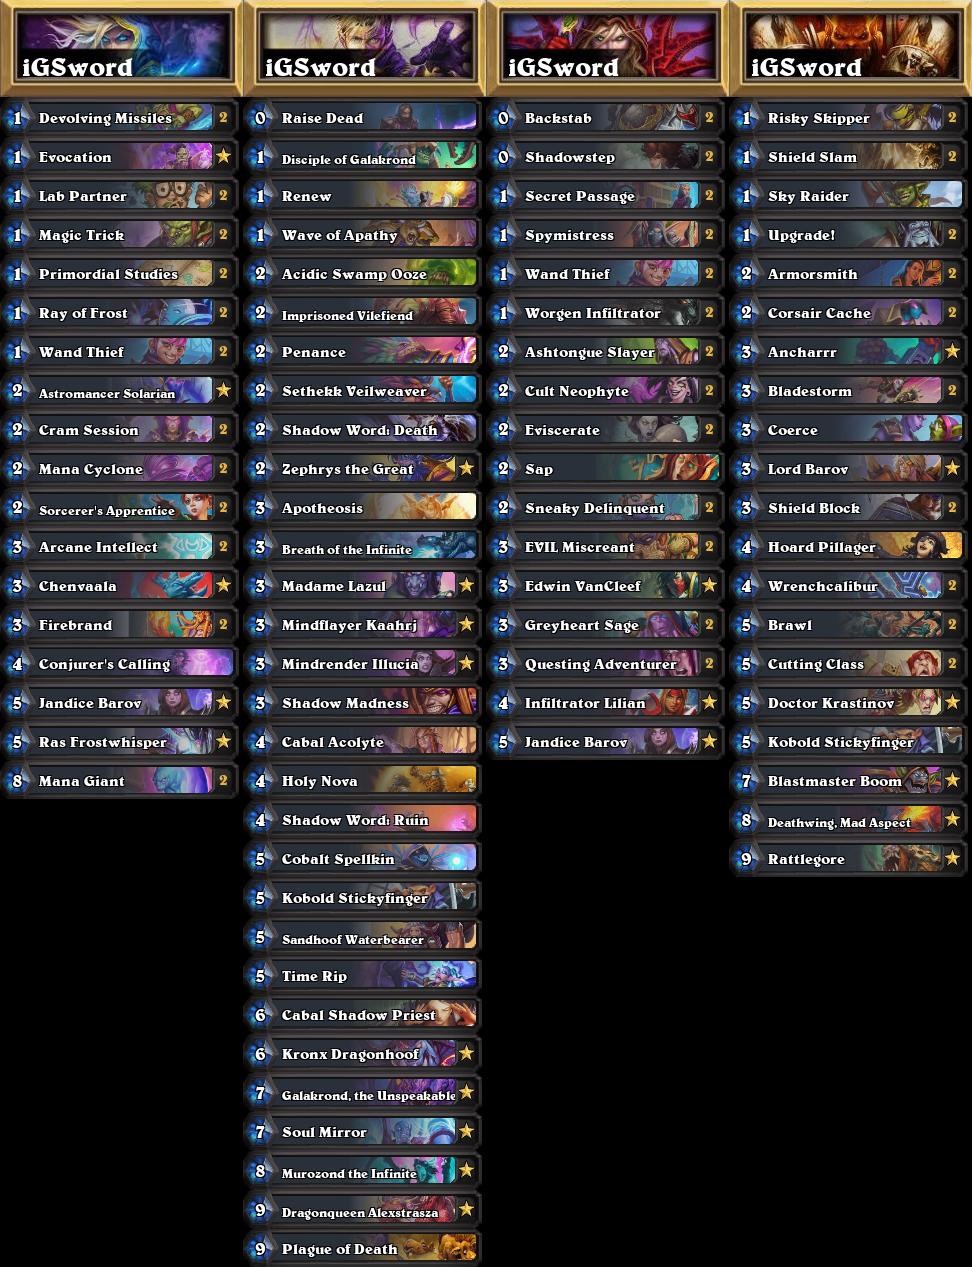 iGSword
1 Devolving Missiles 2
1 Evocation
1 Lab Partner 2
1 Magic Trick 2
1 Primordial Studies 2
1 Ray of Frost 2
1 Wand Thief 2
2 Astromancer Solarian
2 Cram Session 2
2 Mana Cyclone 2
2 Sorcerer's Apprentice 2
3 Arcane Intellect 2
3 Chenvaala
3 Firebrand 2
4 Conjurer's Calling
5 Jandice Barov
5 Ras Frostwhisper
8 Mana Giant 2
iGSword
0 Raise Dead
1 Disciple of Galakrond
1 Renew
1 Wave of Apathy
2 Acidic Swamp Ooze
2 Imprisoned Vilefiend
2 Penance
2 Sethekk Veilweaver
2 Shadow Word: Death
2 Zephrys the Great
3 Apotheosis
3 Breath of the Infinite
3 Madame Lazul
3 Mindflayer Kaahrj
3 Mindrender Illucia
3 Shadow Madness
4 Cabal Acolyte
4 Holy Nova
4 Shadow Word: Ruin
5 Cobalt Spellkin
5 Kobold Stickyfinger
5 Sandhoof Waterbearer
5 Time Rip
6 Cabal Shadow Priest
6 Kronx Dragonhoof
7 Galakrond, the Unspeakable
7 Soul Mirror
8 Murozond the Infinite
9 Dragonqueen Alexstrasza
9 Plague of Death
iGSword
0 Backstab 2
0 Shadowstep 2
1 Secret Passage 2
1 Spymistress 2
1 Wand Thief 2
1 Worgen Infiltrator 2
2 Ashtongue Slayer 2
2 Cult Neophyte 2
2 Eviscerate 2
2 Sap
2 Sneaky Delinquent 2
3 EVIL Miscreant 2
3 Edwin VanCleef
3 Greyheart Sage 2
3 Questing Adventurer 2
4 Infiltrator Lilian
5 Jandice Barov
iGSword
1 Risky Skipper 2
1 Shield Slam 2
1 Sky Raider
1 Upgrade! 2
2 Armorsmith 2
2 Corsair Cache 2
3 Ancharrr
3 Bladestorm 2
3 Coerce
3 Lord Barov
3 Shield Block 2
4 Hoard Pillager
4 Wrenchcalibur 2
5 Brawl 2
5 Cutting Class 2
5 Doctor Krastinov
5 Kobold Stickyfinger
7 Blastmaster Boom
8 Deathwing, Mad Aspect
9 Rattlegore